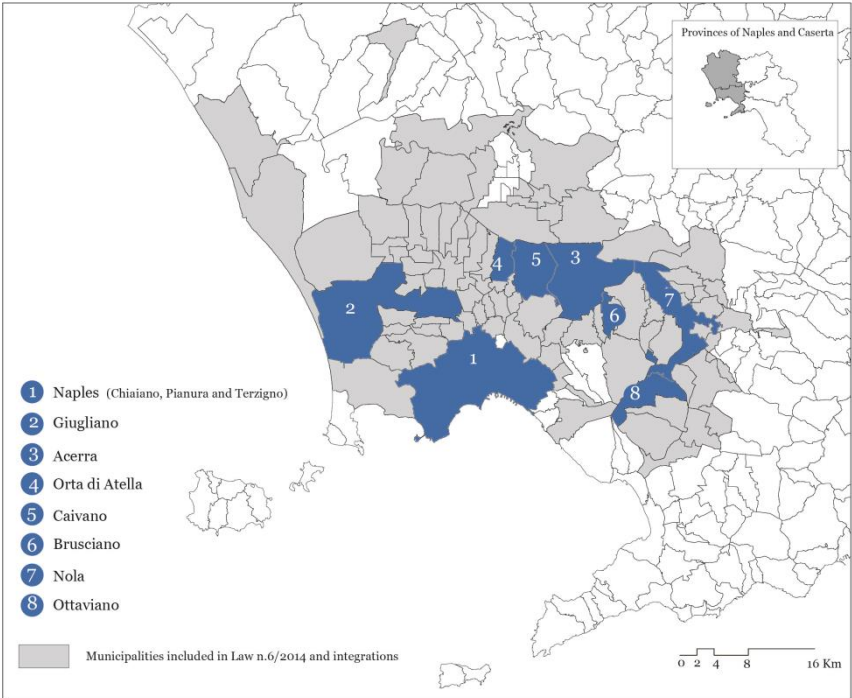 Provinces of Naples and Caserta
4
5
3
2
7
6
1
8
1 Naples (Chiaiano, Pianura and Terzigno)
2 Giugliano
3 Acerra
4 Orta di Atella
5 Caivano
6 Brusciano
7 Nola
8 Ottaviano
Municipalities included in Law n.6/2014 and integrations
0 2 4 8 16 Km